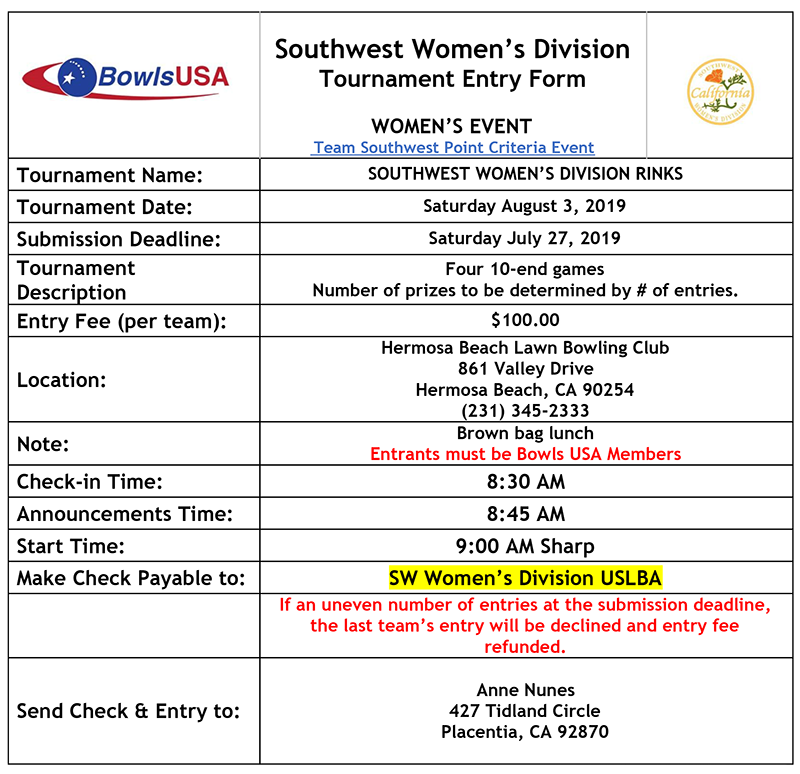 BowlsUSA
Southwest Women's Division
Tournament Entry Form
WOMEN'S EVENT
Team Southwest Point Criteria Event
SOUTHWEST
California
WOMEN'S DIVISION
Tournament Name:
SOUTHWEST WOMEN'S DIVISION RINKS
Tournament Date:
Saturday August 3, 2019
Submission Deadline:
Saturday July 27, 2019
Tournament
Description
Four 10-end games
Number of prizes to be determined by # of entries.
Entry Fee (per team):
$100.00
Location:
Hermosa Beach Lawn Bowling Club
861 Valley Drive
Hermosa Beach, CA 90254
(231) 345-2333
Note:
Brown bag lunch
Entrants must be Bowls USA Members
Check-in Time:
8:30 AM
Announcements Time:
8:45 AM
Start Time:
9:00 AM Sharp
Make Check Payable to:
SW Women's Division USLBA
If an uneven number of entries at the submission deadline,
the last team's entry will be declined and entry fee
refunded.
Send Check & Entry to:
Anne Nunes
427 Tidland Circle
Placentia, CA 92870